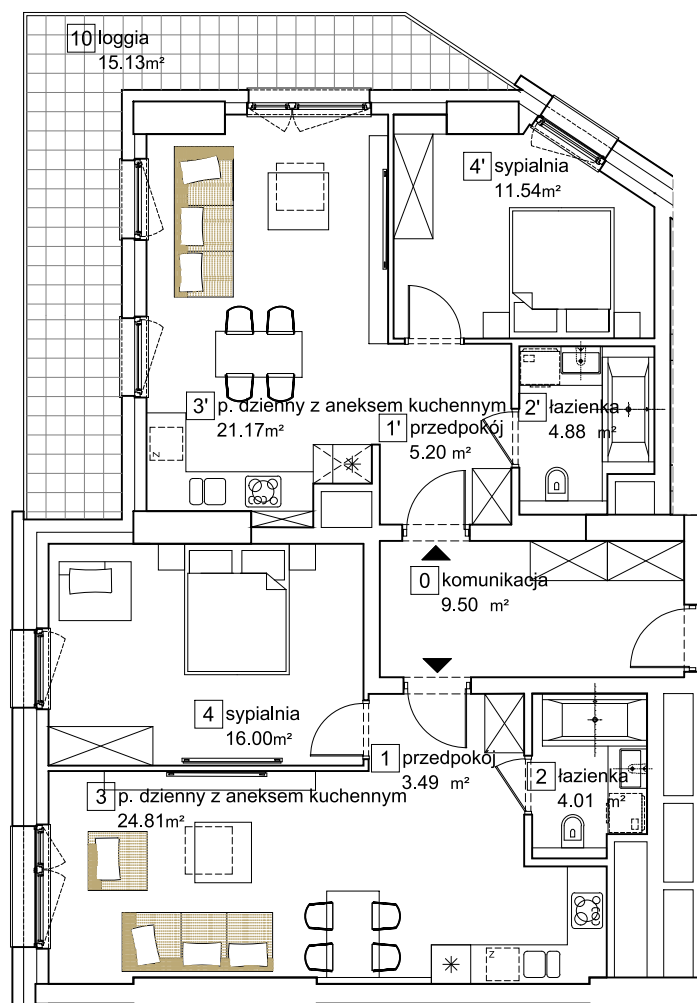 10 loggia
15.13m²
4' sypialnia
11.54m²
3' p. dzienny z aneksem kuchennym
21.17m²
1' przedpokój
5.20 m²
2' łazienka
4.88 m²
z
0 komunikacja
9.50 m²
4 sypialnia
16.00m²
1 przedpokój
3.49 m²
2 łazienka
4.01 m²
3 p. dzienny z aneksem kuchennym
24.81m²
z